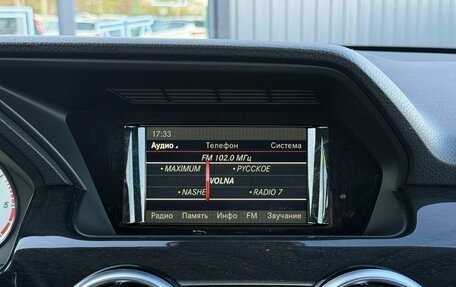 17:33
Аудио Телефон Система
FM 102.0 МГц
• MAXIMUM • РУССКОЕ
VOLNA
• NASHE • RADIO 7
Радио Память Инфо FM Звучание
5